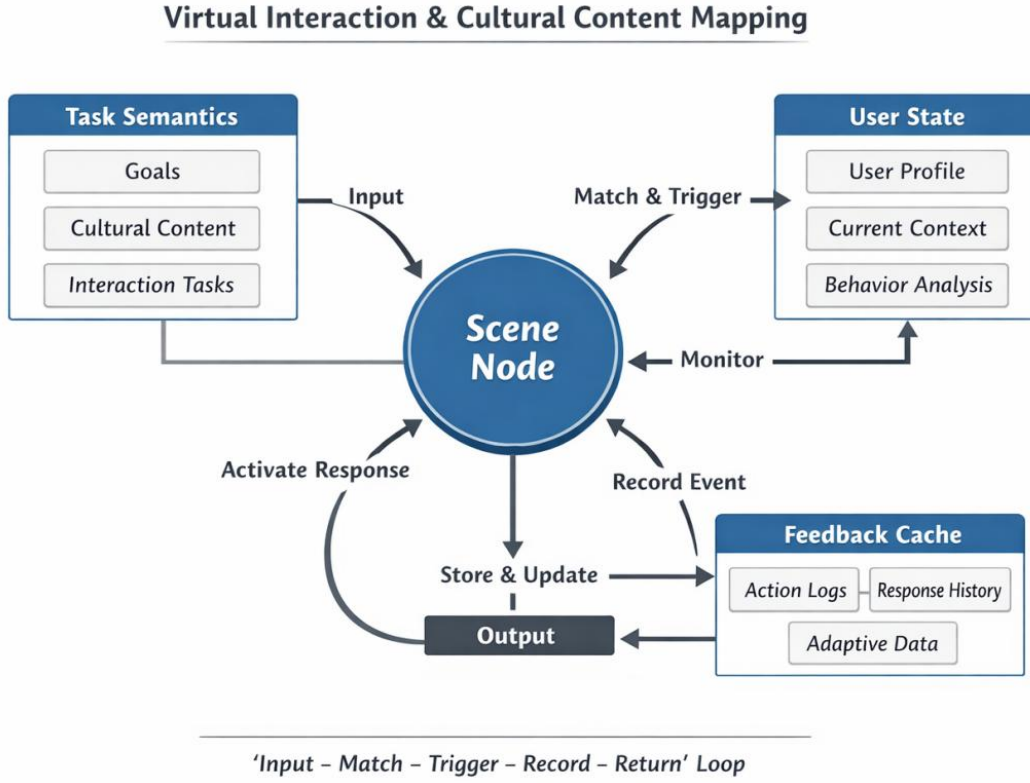 Virtual Interaction & Cultural Content Mapping
Task Semantics
Goals
Cultural Content
Interaction Tasks
Input
Match & Trigger
User State
User Profile
Current Context
Behavior Analysis
Scene
Node
Monitor
Activate Response
Record Event
Store & Update
Output
Feedback Cache
Action Logs
Response History
Adaptive Data
‘Input – Match – Trigger – Record – Return’ Loop